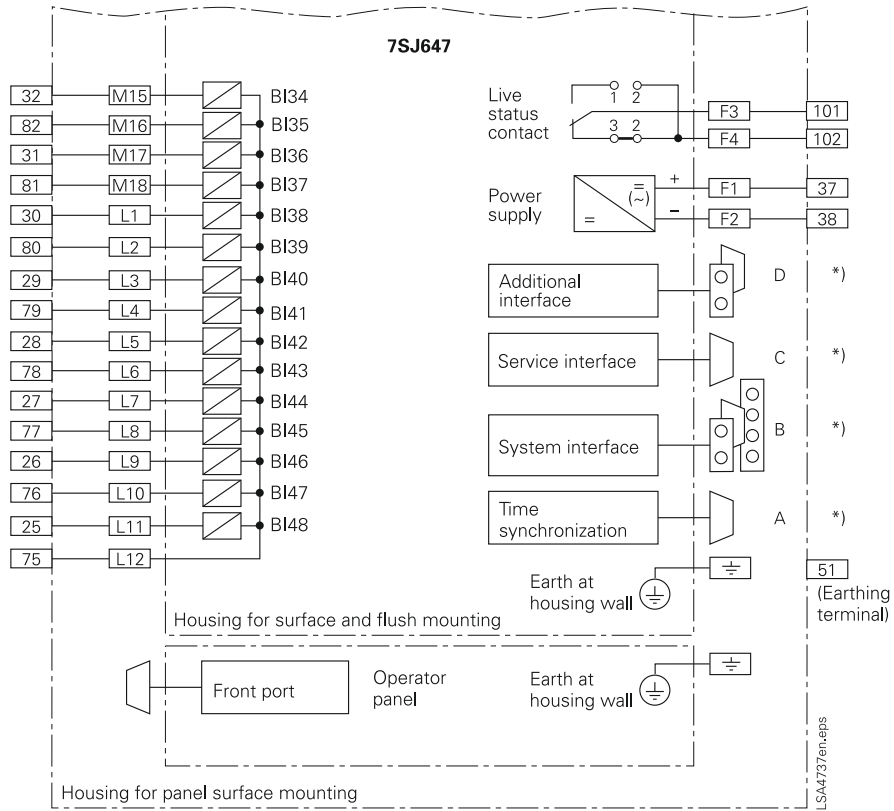 7SJ647
32 M15 BI34
82 M16 BI35
31 M17 BI36
81 M18 BI37
30 L1 BI38
80 L2 BI39
29 L3 BI40
79 L4 BI41
28 L5 BI42
78 L6 BI43
27 L7 BI44
77 L8 BI45
26 L9 BI46
76 L10 BI47
25 L11 BI48
75 L12
Live
status
contact
1 2
3 2
F3 101
F4 102
Power
supply
=
(~)
=
+ F1 37
– F2 38
Additional
interface
D *)
Service interface C *)
System interface B *)
Time
synchronization
A *)
Earth at
housing wall
51
(Earthing
terminal)
Housing for surface and flush mounting
Front port
Operator
panel
Earth at
housing wall
Housing for panel surface mounting
LSA4737en.eps